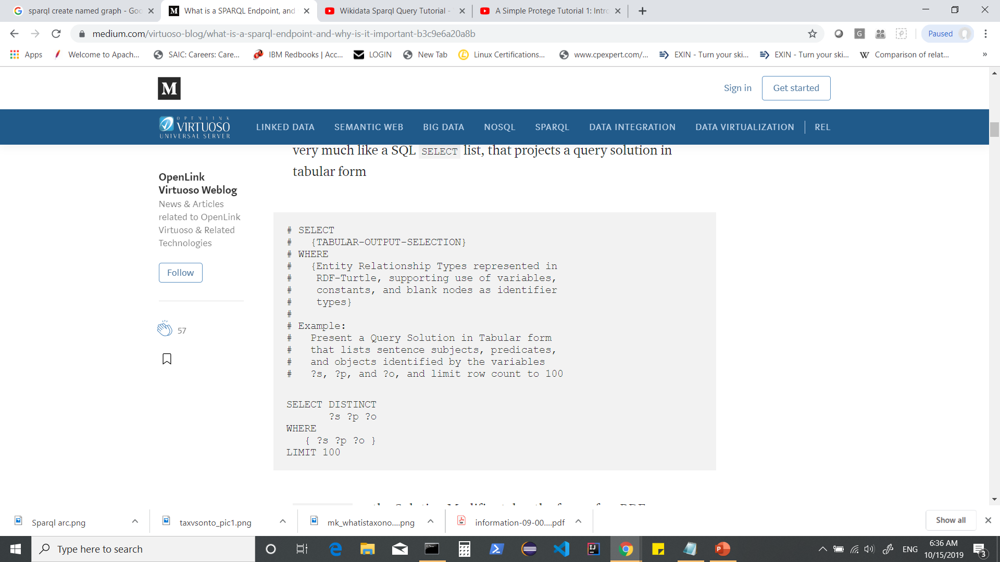 sparql create named graph - Goo
What is a SPARQL Endpoint, and
Wikidata Sparql Query Tutorial -
A Simple Protege Tutorial 1: Intro
medium.com/virtuoso-blog/what-is-a-sparql-endpoint-and-why-is-it-important-b3c9e6a20a8b
G
Paused
Apps
Welcome to Apach...
SAIC: Careers: Care...
IBM Redbooks | Acc...
LOGIN
New Tab
Linux Certifications...
www.cpexpert.com/...
EXIN - Turn your ski...
EXIN - Turn your ski...
W Comparison of relat...
»
M
Sign in
Get started
OPENLINK
VIRTUOSO
UNIVERSAL SERVER
LINKED DATA
SEMANTIC WEB
BIG DATA
NOSQL
SPARQL
DATA INTEGRATION
DATA VIRTUALIZATION
REL
very much like a SQL SELECT list, that projects a query solution in
tabular form
OpenLink
Virtuoso Weblog
News & Articles
related to OpenLink
Virtuoso & Related
Technologies
Follow
57
# SELECT
#   {TABULAR-OUTPUT-SELECTION}
# WHERE
#   {Entity Relationship Types represented in
#    RDF-Turtle, supporting use of variables,
#    constants, and blank nodes as identifier
#    types}
#
# Example:
#   Present a Query Solution in Tabular form
#   that lists sentence subjects, predicates,
#   and objects identified by the variables
#   ?s, ?p, and ?o, and limit row count to 100
SELECT DISTINCT
       ?s ?p ?o
WHERE
   { ?s ?p ?o }
LIMIT 100
Sparql arc.png
taxvsonto_pic1.png
mk_whatistaxono....png
information-09-00....pdf
Show all
Type here to search
ENG
6:36 AM
10/15/2019
3